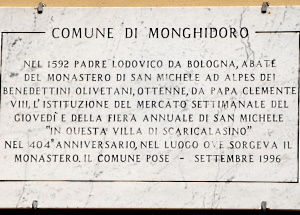 COMUNE DI MONGHIDORO
NEL 1592 PADRE LODOVICO DA BOLOGNA, ABATE
DEL MONASTERO DI SAN MICHELE AD ALPES DEI
BENEDETTINI OLIVETANI, OTTENNE, DA PAPA CLEMENTE
VIII, L'ISTITUZIONE DEL MERCATO SETTIMANALE DEL
GIOVEDÌ E DELLA FIERA ANNUALE DI SAN MICHELE
"IN QUESTA VILLA DI SCARICALASINO"
NEL 404° ANNIVERSARIO, NEL LUOGO OVE SORGEVA IL
MONASTERO. IL COMUNE POSE - SETTEMBRE 1996